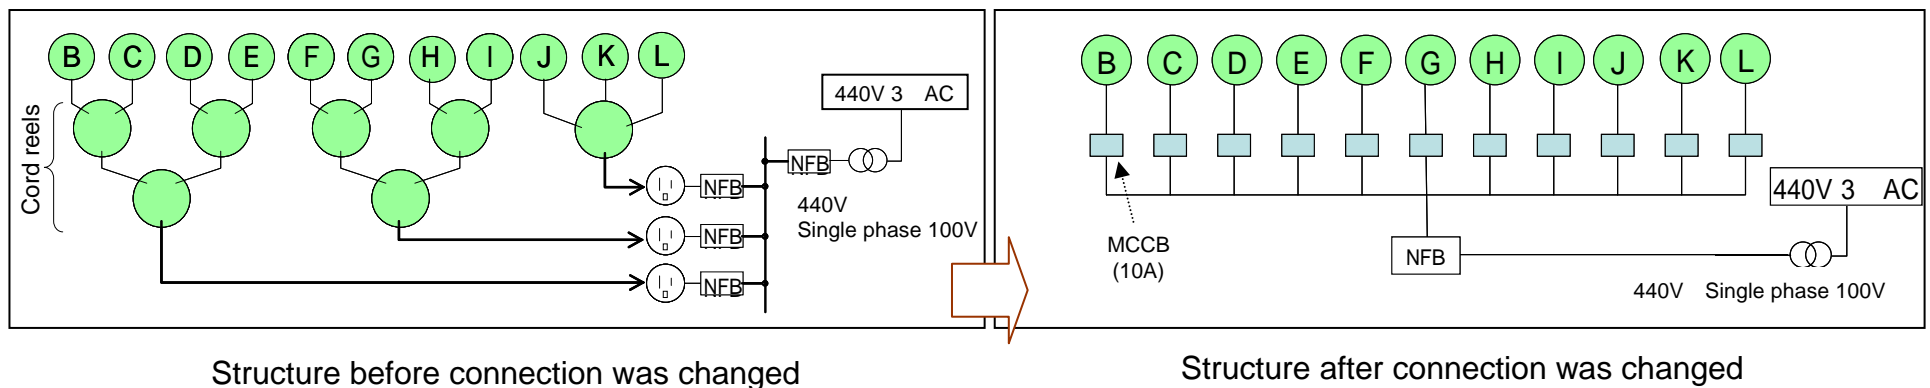 B C D E F G H I J K L
Cord reels
440V 3 AC
NFB
NFB
NFB
NFB
440V
Single phase 100V
Structure before connection was changed
B C D E F G H I J K L
440V 3 AC
MCCB
(10A)
NFB
440V Single phase 100V
Structure after connection was changed